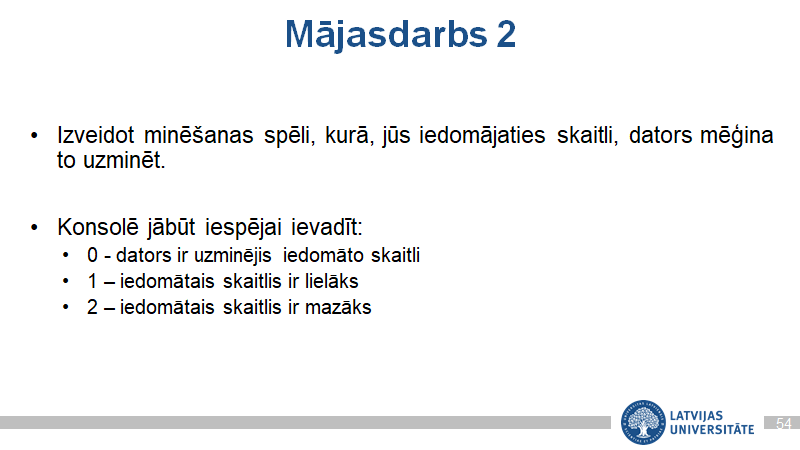 Mājasdarbs 2
• Izveidot minēšanas spēli, kurā, jūs iedomājaties skaitli, dators mēģina
to uzminēt.
• Konsolē jābūt iespējai ievadīt:
• 0 - dators ir uzminējis iedomāto skaitli
• 1 – iedomātais skaitlis ir lielāks
• 2 – iedomātais skaitlis ir mazāks
LATVIJAS
UNIVERSITĀTE
54